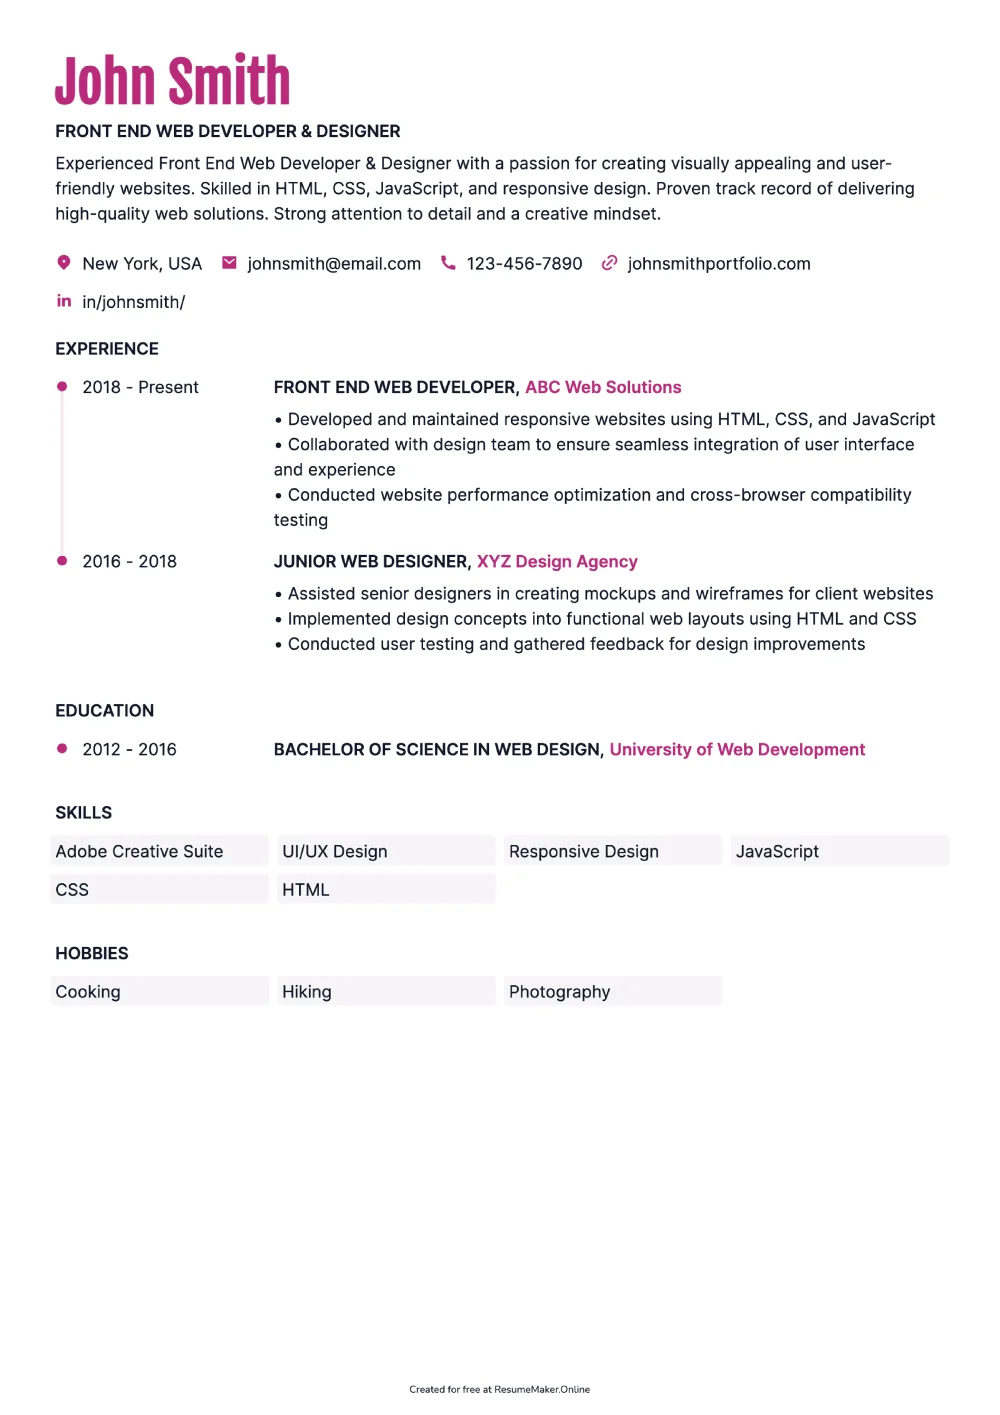 John Smith
FRONT END WEB DEVELOPER & DESIGNER
Experienced Front End Web Developer & Designer with a passion for creating visually appealing and user-
friendly websites. Skilled in HTML, CSS, JavaScript, and responsive design. Proven track record of delivering
high-quality web solutions. Strong attention to detail and a creative mindset.
New York, USA johnsmith@email.com 123-456-7890 johnsmithportfolio.com
in in/johnsmith/
EXPERIENCE
2018 - Present FRONT END WEB DEVELOPER, ABC Web Solutions
• Developed and maintained responsive websites using HTML, CSS, and JavaScript
• Collaborated with design team to ensure seamless integration of user interface
and experience
• Conducted website performance optimization and cross-browser compatibility
testing
2016 - 2018 JUNIOR WEB DESIGNER, XYZ Design Agency
• Assisted senior designers in creating mockups and wireframes for client websites
• Implemented design concepts into functional web layouts using HTML and CSS
• Conducted user testing and gathered feedback for design improvements
EDUCATION
2012 - 2016 BACHELOR OF SCIENCE IN WEB DESIGN, University of Web Development
SKILLS
Adobe Creative Suite UI/UX Design Responsive Design JavaScript
CSS HTML
HOBBIES
Cooking Hiking Photography
Created for free at ResumeMaker.Online